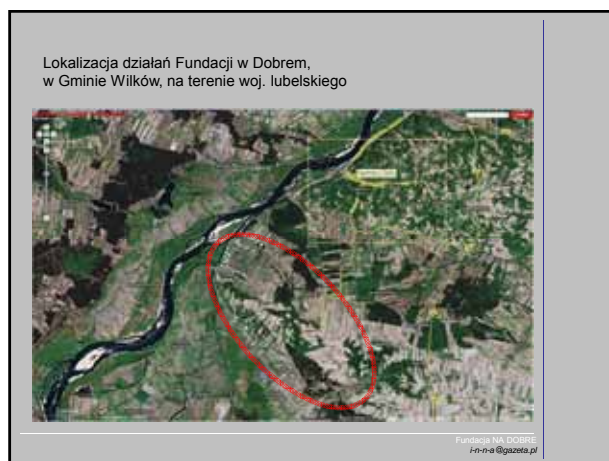 Lokalizacja działań Fundacji w Dobrem,
w Gminie Wilków, na terenie woj. lubelskiego
Fundacja NA DOBRE
i-n-n-a@gazeta.pl